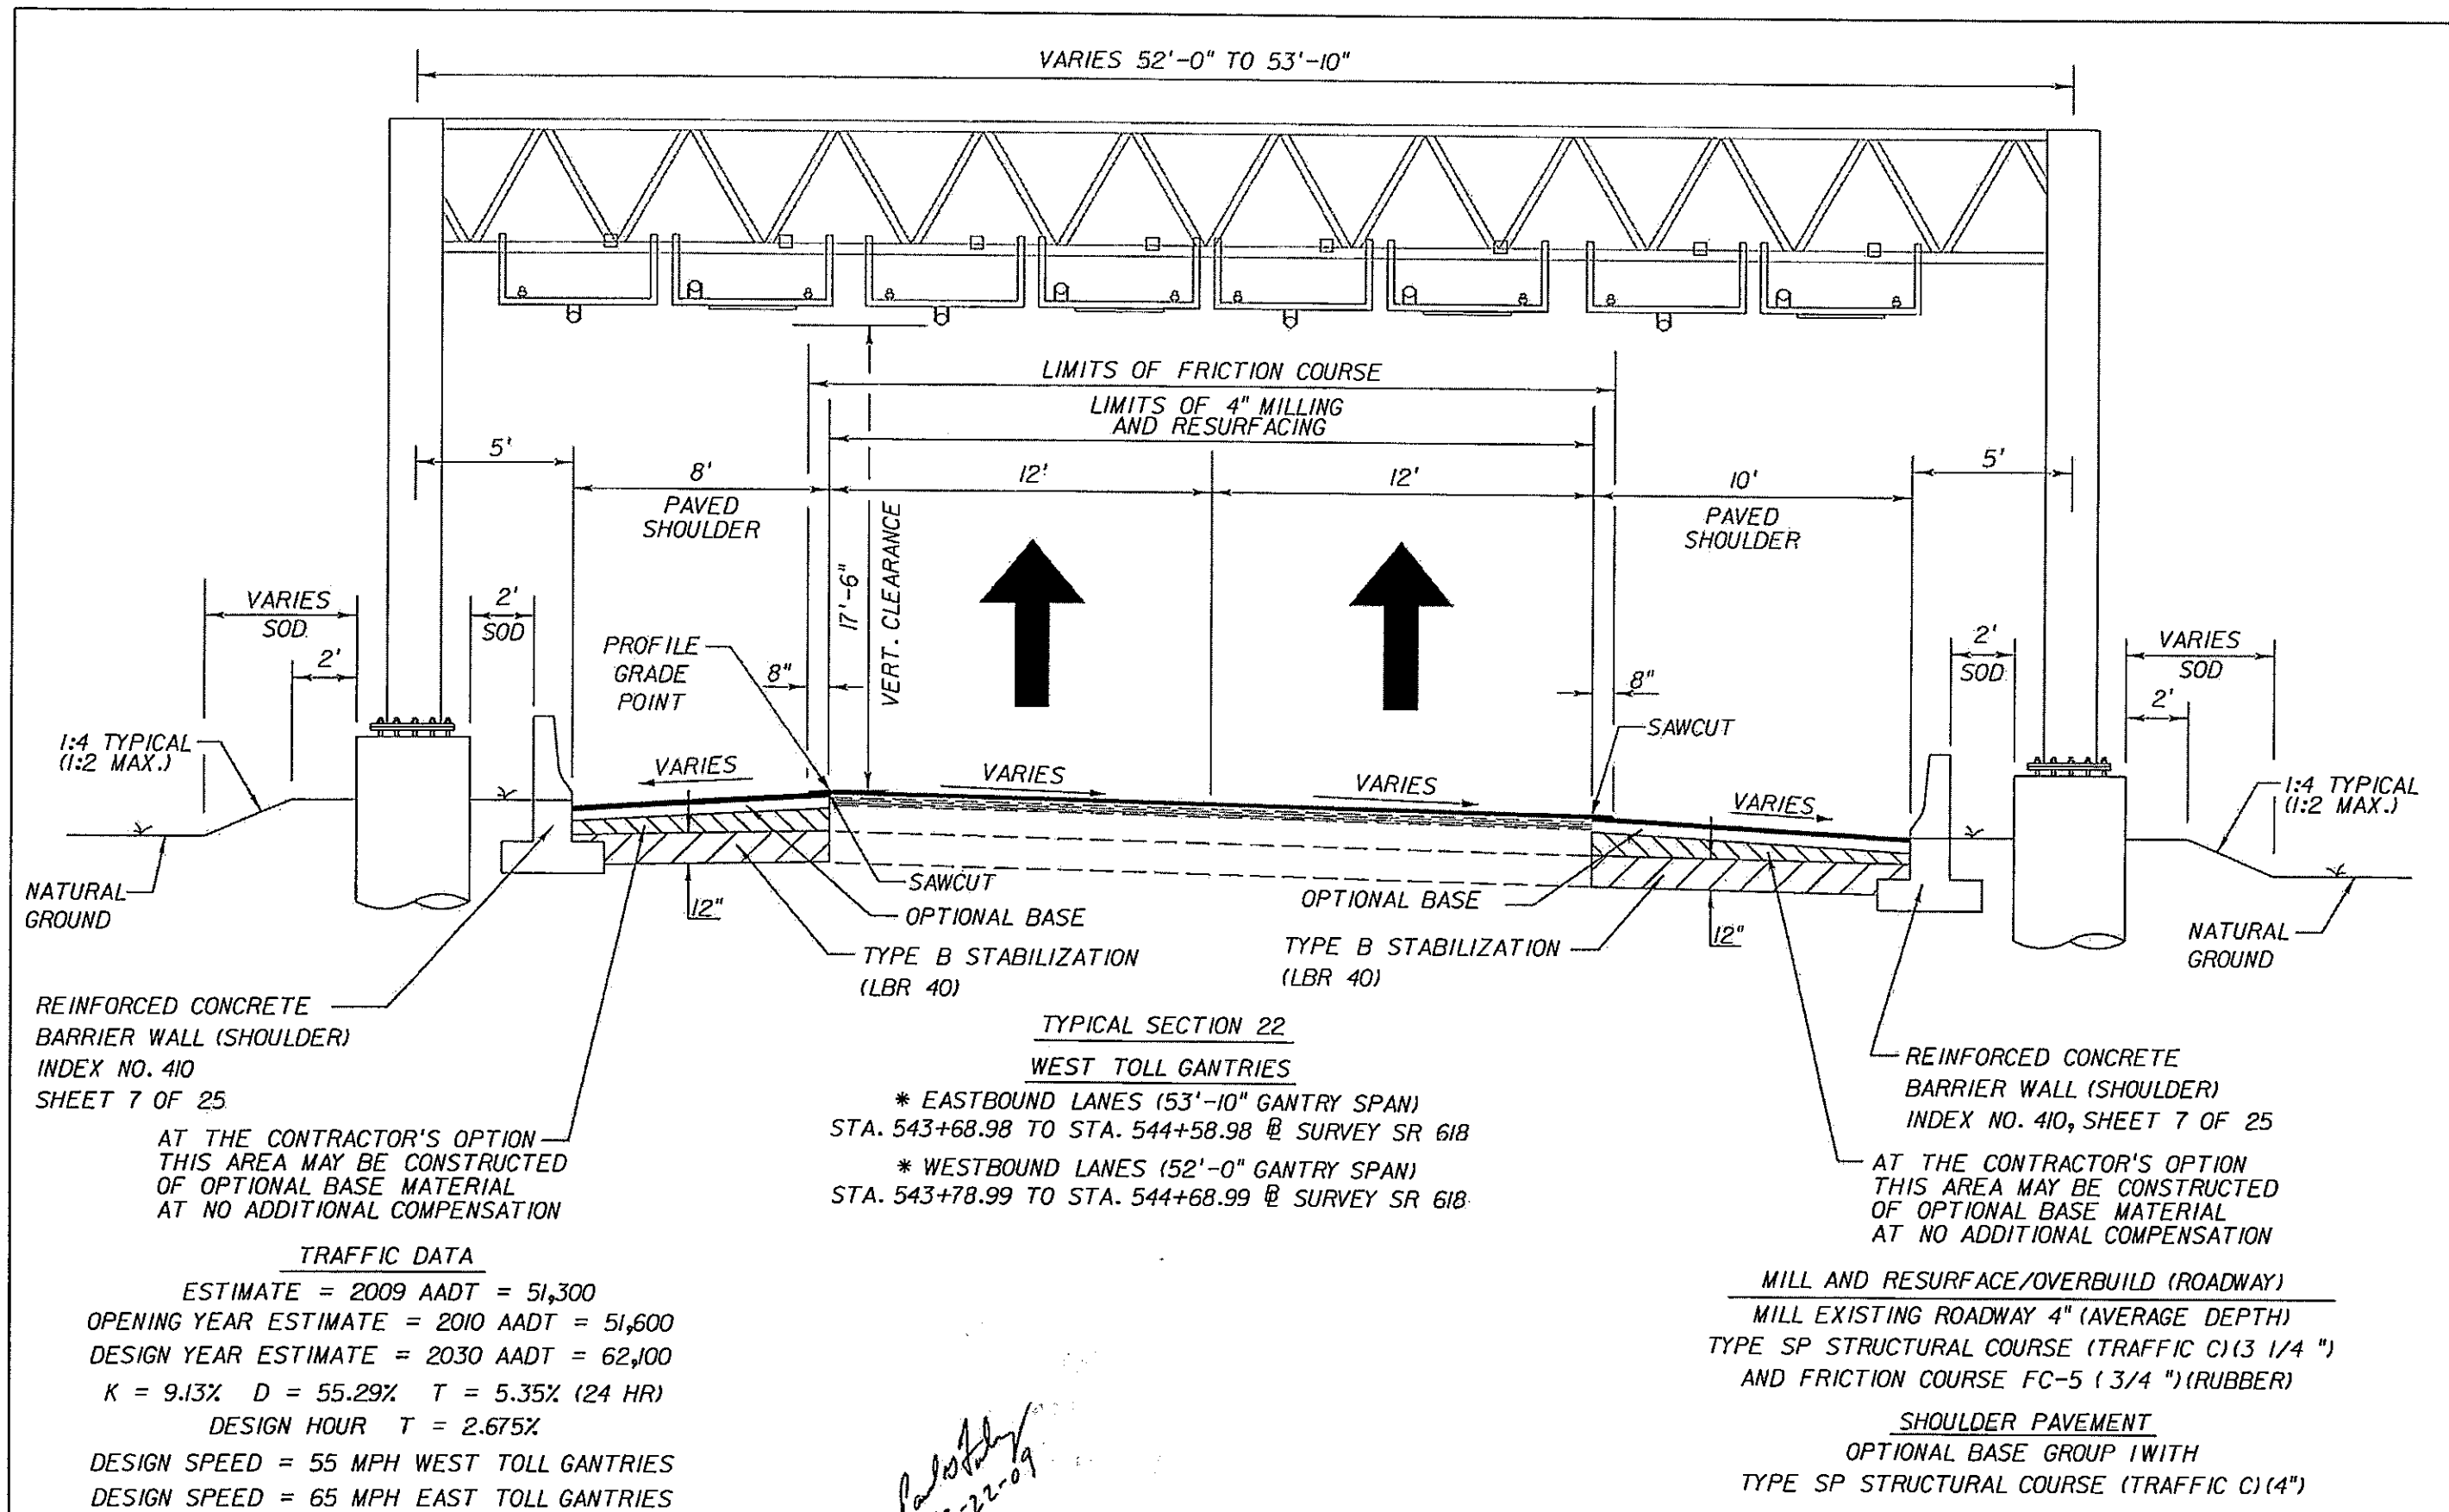 VARIES 52'-0" TO 53'-10"
LIMITS OF FRICTION COURSE
LIMITS OF 4" MILLING
AND RESURFACING
5'
8'
PAVED
SHOULDER
12'
12'
10'
PAVED
SHOULDER
5'
17'-6"
VERT. CLEARANCE
VARIES
SOD
2'
2'
SOD
PROFILE
GRADE
POINT
8"
8"
SAWCUT
2'
SOD
VARIES
SOD
2'
1:4 TYPICAL
(1:2 MAX.)
VARIES
VARIES
VARIES
VARIES
1:4 TYPICAL
(1:2 MAX.)
NATURAL
GROUND
12"
SAWCUT
OPTIONAL BASE
TYPE B STABILIZATION
(LBR 40)
OPTIONAL BASE
TYPE B STABILIZATION
(LBR 40)
12"
NATURAL
GROUND
REINFORCED CONCRETE
BARRIER WALL (SHOULDER)
INDEX NO. 410
SHEET 7 OF 25
AT THE CONTRACTOR'S OPTION
THIS AREA MAY BE CONSTRUCTED
OF OPTIONAL BASE MATERIAL
AT NO ADDITIONAL COMPENSATION
TYPICAL SECTION 22
WEST TOLL GANTRIES
* EASTBOUND LANES (53'-10" GANTRY SPAN)
STA. 543+68.98 TO STA. 544+58.98 ⅊ SURVEY SR 618
* WESTBOUND LANES (52'-0" GANTRY SPAN)
STA. 543+78.99 TO STA. 544+68.99 ⅊ SURVEY SR 618
REINFORCED CONCRETE
BARRIER WALL (SHOULDER)
INDEX NO. 410, SHEET 7 OF 25
AT THE CONTRACTOR'S OPTION
THIS AREA MAY BE CONSTRUCTED
OF OPTIONAL BASE MATERIAL
AT NO ADDITIONAL COMPENSATION
TRAFFIC DATA
ESTIMATE = 2009 AADT = 51,300
OPENING YEAR ESTIMATE = 2010 AADT = 51,600
DESIGN YEAR ESTIMATE = 2030 AADT = 62,100
K = 9.13% D = 55.29% T = 5.35% (24 HR)
DESIGN HOUR T = 2.675%
DESIGN SPEED = 55 MPH WEST TOLL GANTRIES
DESIGN SPEED = 65 MPH EAST TOLL GANTRIES
MILL AND RESURFACE/OVERBUILD (ROADWAY)
MILL EXISTING ROADWAY 4" (AVERAGE DEPTH)
TYPE SP STRUCTURAL COURSE (TRAFFIC C)(3 1/4 ")
AND FRICTION COURSE FC-5 ( 3/4 ")(RUBBER)
SHOULDER PAVEMENT
OPTIONAL BASE GROUP 1 WITH
TYPE SP STRUCTURAL COURSE (TRAFFIC C)(4")